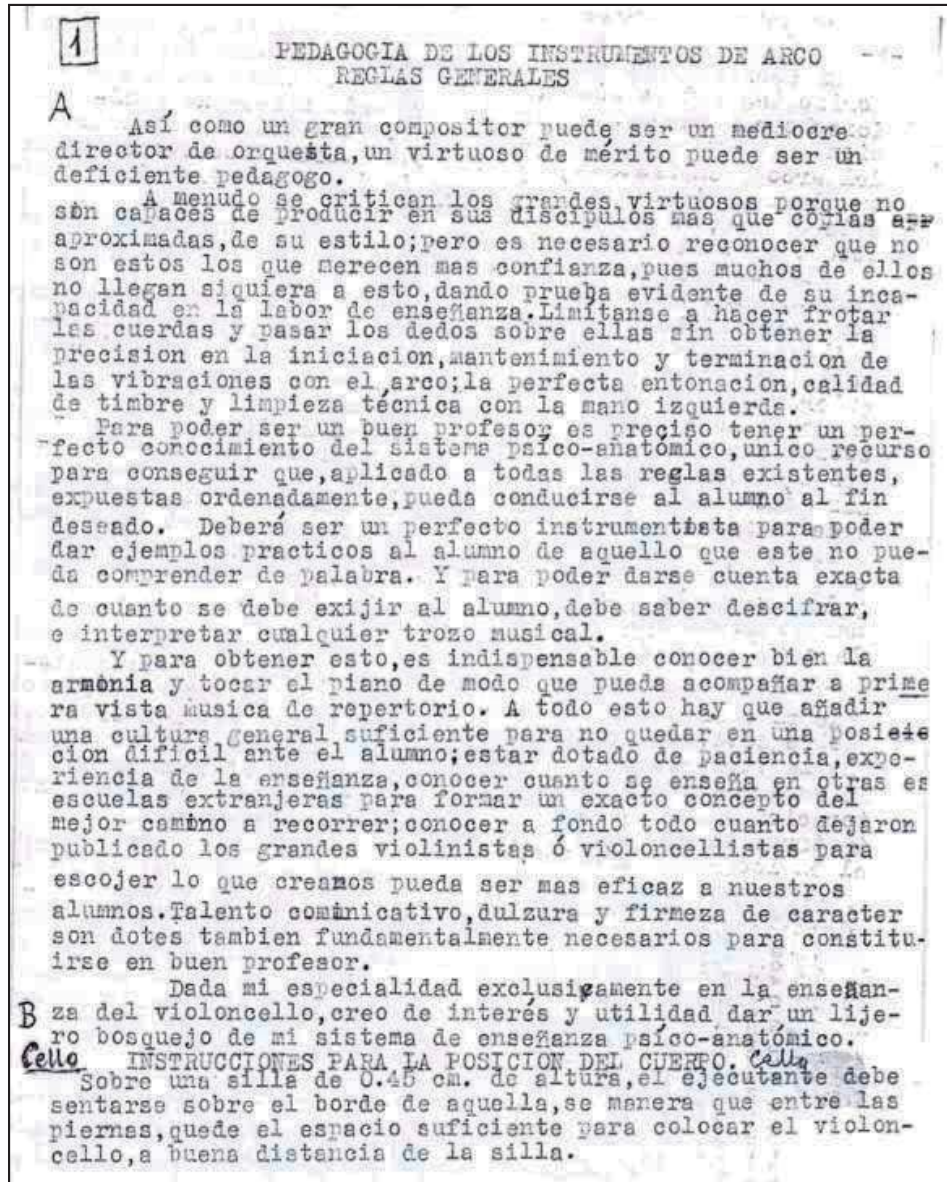 1
PEDAGOGIA DE LOS INSTRUMENTOS DE ARCO
REGLAS GENERALES
A
Así como un gran compositor puede ser un mediocre
director de orquesta,un virtuoso de mérito puede ser un
deficiente pedagogo.
A menudo se critican los grandes virtuosos porque no
son capaces de producir en sus discipulos mas que copias apr
aproximadas,de su estilo;pero es necesario reconocer que no
son estos los que merecen mas confianza,pues muchos de ellos
no llegan siquiera a esto,dando prueba evidente de su inca-
pacidad en la labor de enseñanza.Limítanse a hacer frotar
las cuerdas y pasar los dedos sobre ellas sin obtener la
precision en la iniciacion,mantenimiento y terminacion de
las vibraciones con el arco;la perfecta entonacion,calidad
de timbre y limpieza técnica con la mano izquierda.
Para poder ser un buen profesor es preciso tener un per-
fecto conocimiento del sistema psíco-anatómico,unico recurso
para conseguir que,aplicado a todas las reglas existentes,
expuestas ordenadamente,pueda conducirse al alumno al fin
deseado. Deberá ser un perfecto instrumentista para poder
dar ejemplos practicos al alumno de aquello que este no pue-
da comprender de palabra. Y para poder darse cuenta exacta
de cuanto se debe exijir al alumno,debe saber descifrar,
e interpretar cualquier trozo musical.
Y para obtener esto,es indispensable conocer bien la
armonia y tocar el piano de modo que pueda acompañar a prime
ra vista musica de repertorio. A todo esto hay que añadir
una cultura general suficiente para no quedar en una posicic
cion dificil ante el alumno;estar dotado de paciencia,expe-
riencia de la enseñanza,conocer cuanto se enseña en otras es
escuelas extranjeras para formar un exacto concepto del
mejor camino a recorrer;conocer a fondo todo cuanto dejaron
publicado los grandes violinistas ó violoncellistas para
escojer lo que creamos pueda ser mas eficaz a nuestros
alumnos.Talento comunicativo,dulzura y firmeza de caracter
son dotes tambien fundamentalmente necesarios para constitu-
irse en buen profesor.
Dada mi especialidad exclusivamente en la enseñan-
B za del violoncello,creo de interés y utilidad dar un lije-
ro bosquejo de mi sistema de enseñanza psíco-anatómico.
Cello INSTRUCCIONES PARA LA POSICION DEL CUERPO. Cello
Sobre una silla de 0.45 cm. de altura,el ejecutante debe
sentarse sobre el borde de aquella,se manera que entre las
piernas,quede el espacio suficiente para colocar el violon-
cello,a buena distancia de la silla.